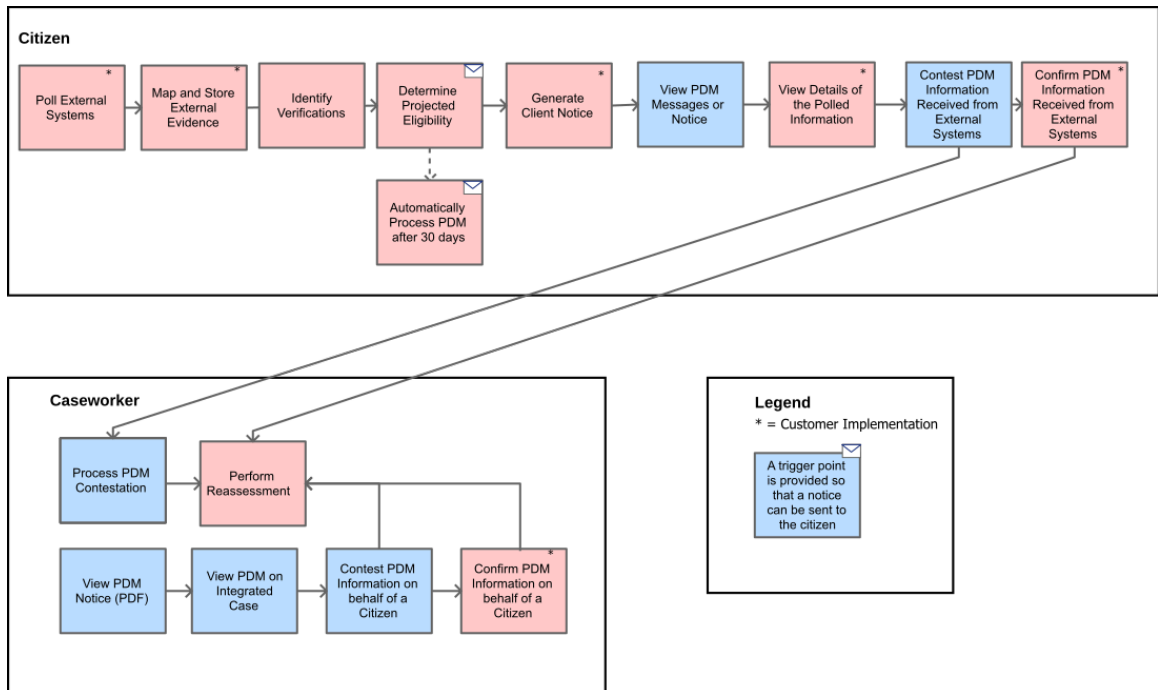 Citizen
*
Poll External
Systems
*
Map and Store
External
Evidence
Identify
Verifications
Determine
Projected
Eligibility
*
Generate
Client Notice
View PDM
Messages or
Notice
*
View Details of
the Polled
Information
Contest PDM
Information
Received from
External
Systems
*
Confirm PDM
Information
Received from
External
Systems
Automatically
Process PDM
after 30 days
Caseworker
Process PDM
Contestation
Perform
Reassessment
View PDM
Notice (PDF)
View PDM on
Integrated
Case
Contest PDM
Information on
behalf of a
Citizen
*
Confirm PDM
Information on
behalf of a
Citizen
Legend
* = Customer Implementation
A trigger point
is provided so
that a notice
can be sent to
the citizen